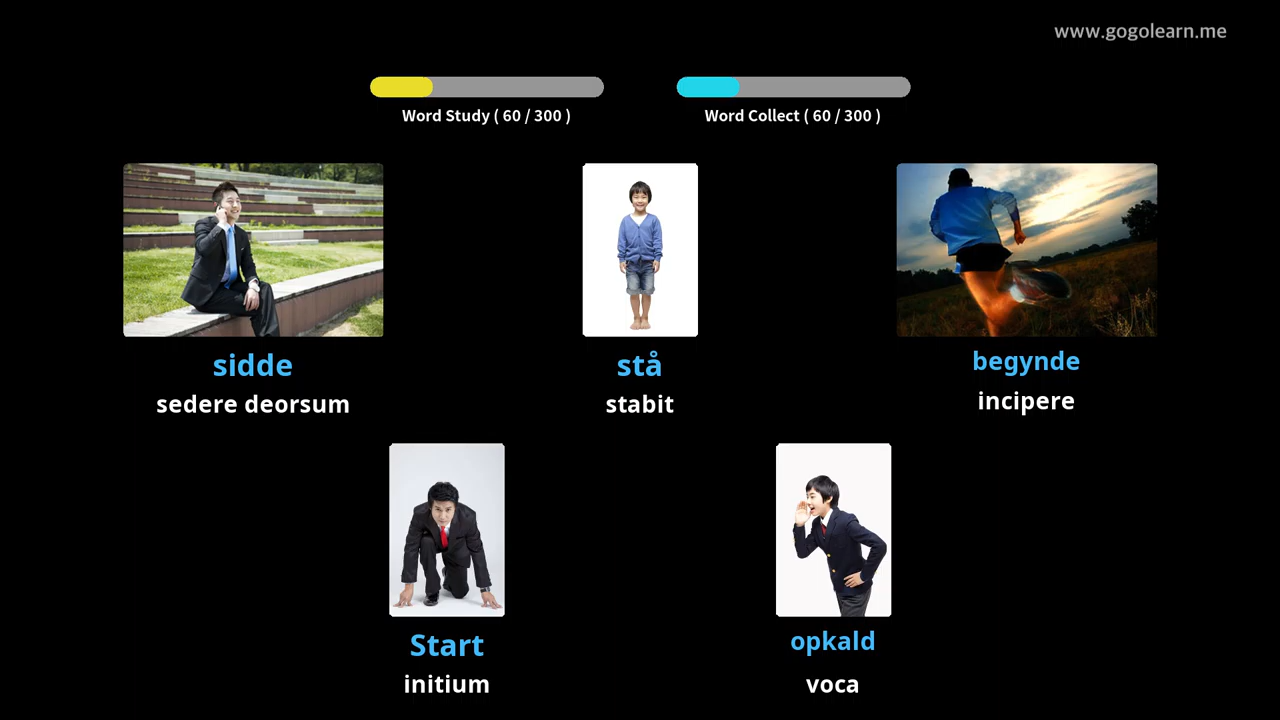 www.gogolearn.me
Word Study ( 60 / 300 )
Word Collect ( 60 / 300 )
sidde
sedere deorsum
stå
stabit
begynde
incipere
Start
initium
opkald
voca